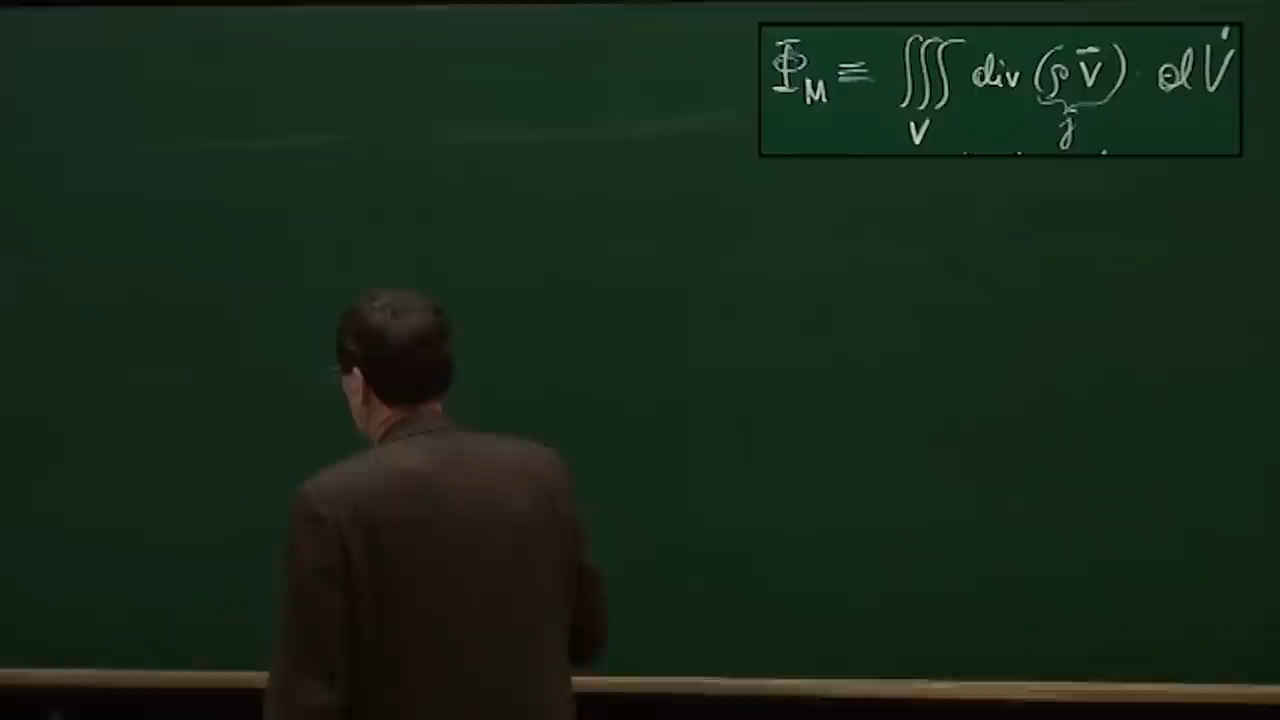 Φ_M = ∭_V div (ρ v⃗) · dV
j⃗